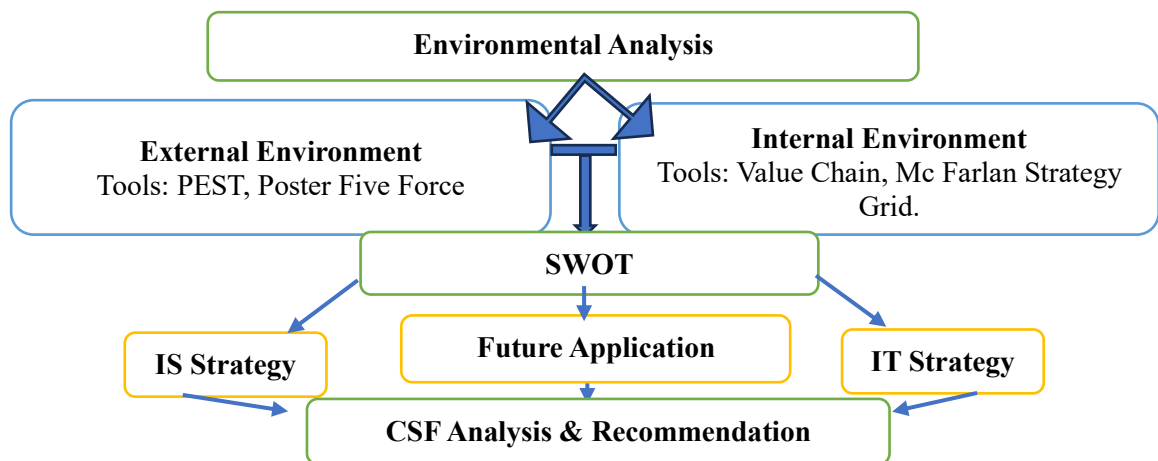 Environmental Analysis
External Environment
Tools: PEST, Poster Five Force
Internal Environment
Tools: Value Chain, Mc Farlan Strategy
Grid.
SWOT
IS Strategy
Future Application
IT Strategy
CSF Analysis & Recommendation